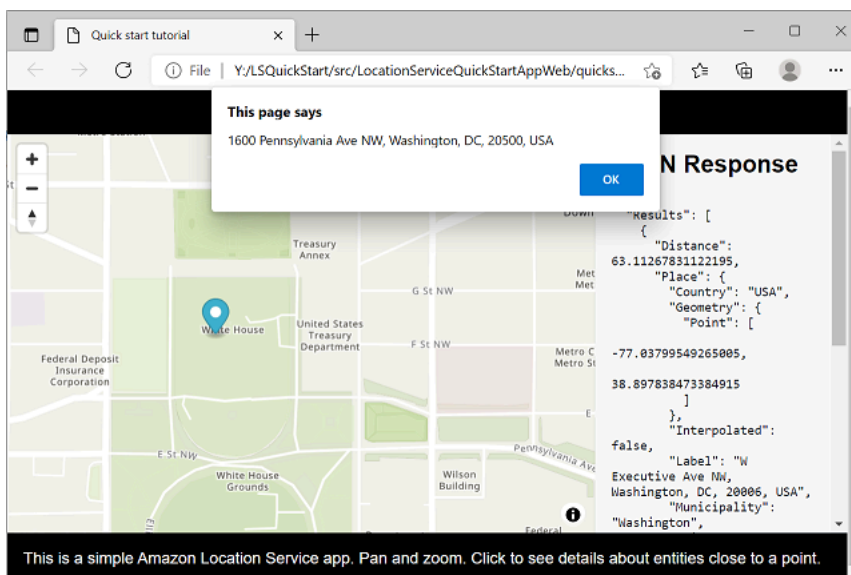 Quick start tutorial
File
Y:/LSQuickStart/src/LocationServiceQuickStartAppWeb/quicks...
This page says
1600 Pennsylvania Ave NW, Washington, DC, 20500, USA
OK
N Response
Treasury
Annex
G St NW
Met
Met
White House
United States
Treasury
Department
F St NW
Federal Deposit
Insurance
Corporation
Metro C
Metro St
E
E St NW
Pennsylvania Ave
White House
Grounds
Wilson
Building
Federal
"Results": [
{
"Distance":
63.11267831122195,
"Place": {
"Country": "USA",
"Geometry": {
"Point": [
-77.03799549265005,
38.897838473384915
]
},
"Interpolated":
false,
"Label": "W
Executive Ave NW,
Washington, DC, 20006, USA",
"Municipality":
"Washington",
This is a simple Amazon Location Service app. Pan and zoom. Click to see details about entities close to a point.